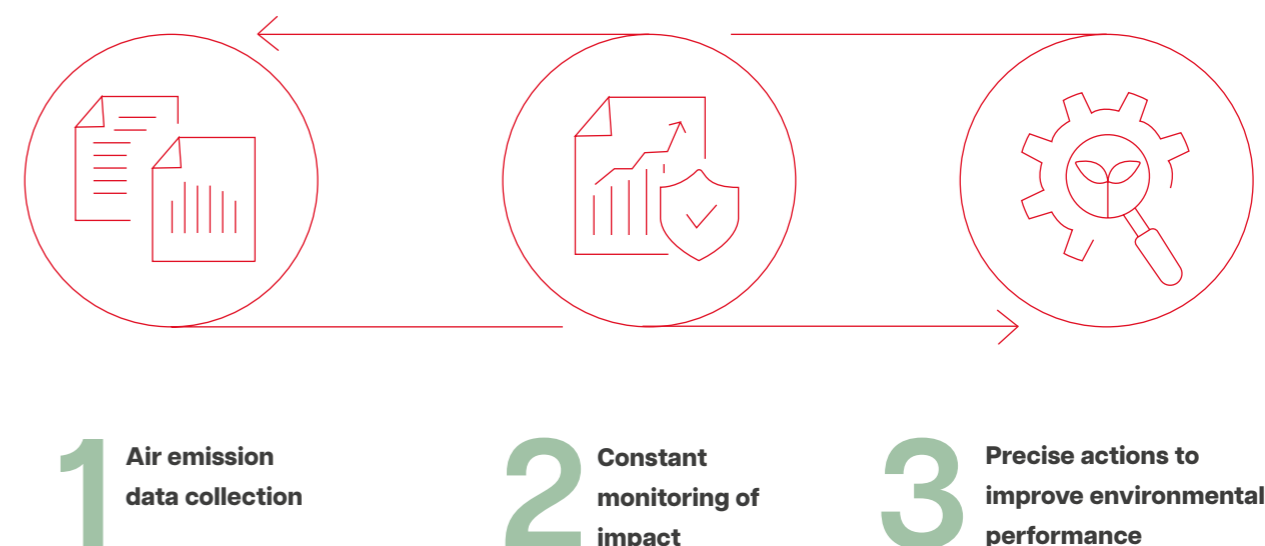 1
Air emission
data collection
2
Constant
monitoring of
impact
3
Precise actions to
improve environmental
performance